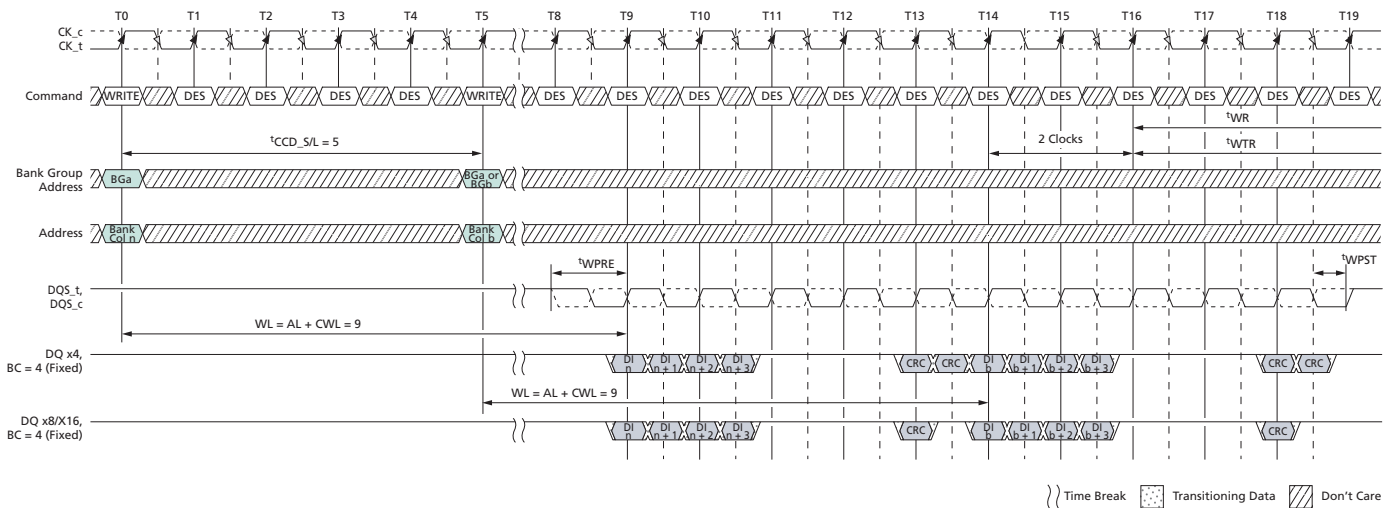 T0 T1 T2 T3 T4 T5 T8 T9 T10 T11 T12 T13 T14 T15 T16 T17 T18 T19
CK_c
CK_t
Command WRITE DES DES DES DES WRITE DES DES DES DES DES DES DES DES DES DES DES DES
tWR
tCCD_S/L = 5 2 Clocks tWTR
Bank Group
Address
BGa
BGa or
BGb
Address
Bank
Col n
Bank
Col b
tWPRE tWPST
DQS_t,
DQS_c
WL = AL + CWL = 9
DQ x4,
BC = 4 (Fixed)
DI
n
DI
n + 1
DI
n + 2
DI
n + 3
CRC
CRC
DI
b
DI
b + 1
DI
b + 2
DI
b + 3
CRC
CRC
WL = AL + CWL = 9
DQ x8/X16,
BC = 4 (Fixed)
DI
n
DI
n + 1
DI
n + 2
DI
n + 3
CRC
DI
b
DI
b + 1
DI
b + 2
DI
b + 3
CRC
Time Break Transitioning Data Don't Care